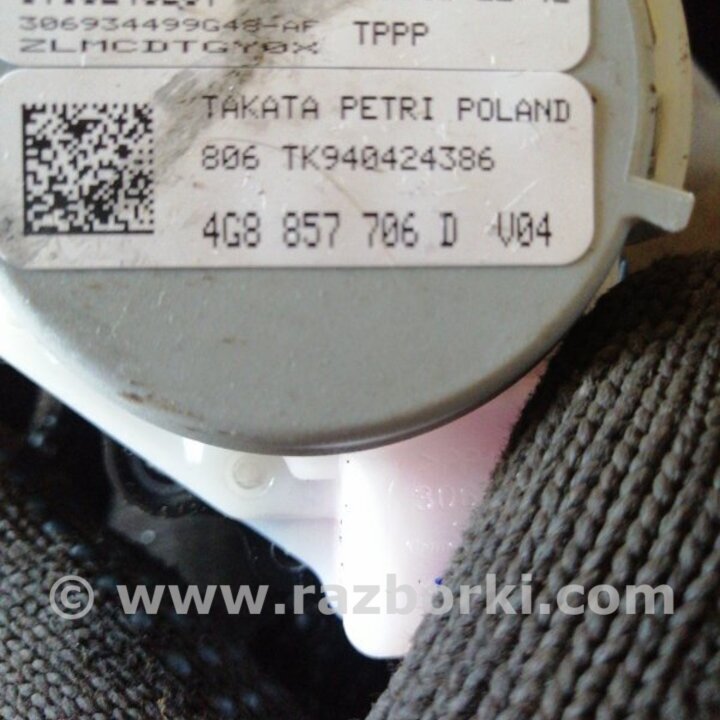 306934499G48-AF
ZLMCDTGY0X TPPP
TAKATA PETRI POLAND
806 TK940424386
4G8 857 706 D V04
© www.razborki.com